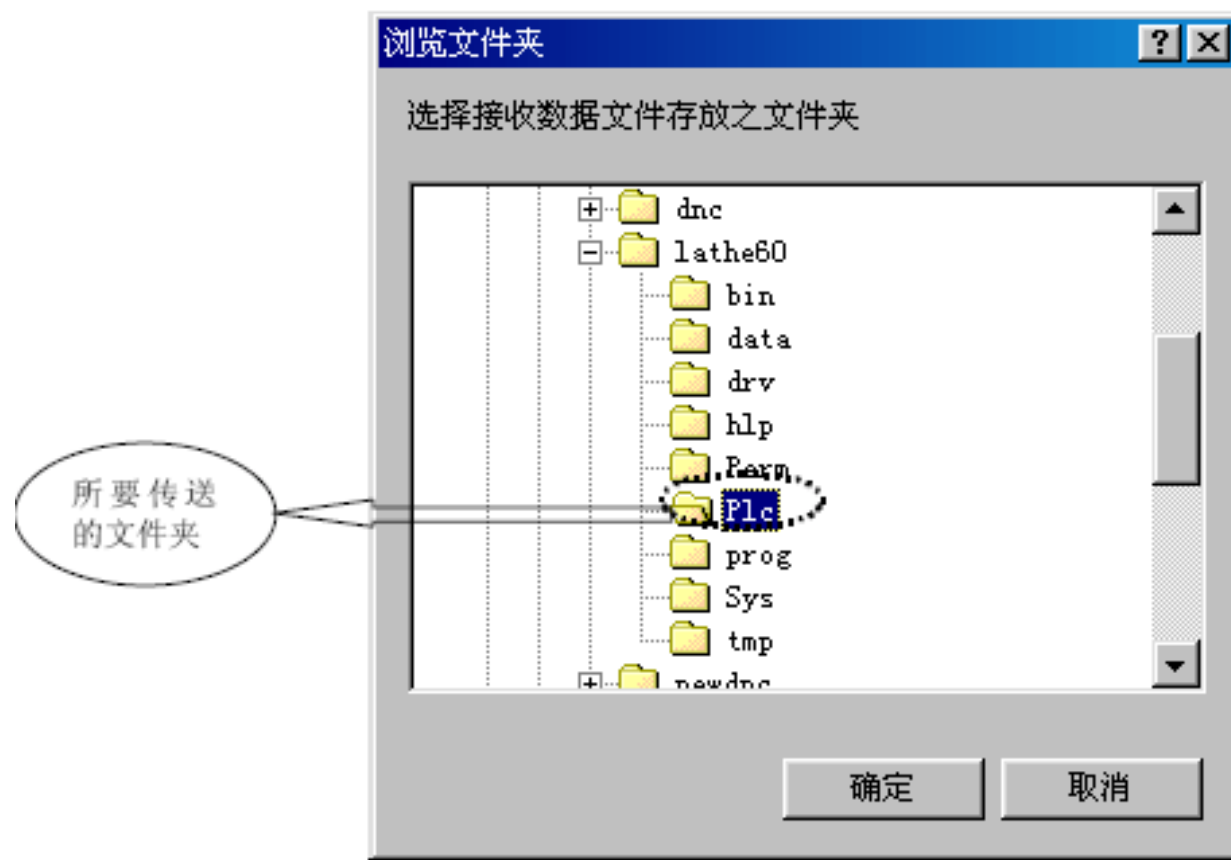 浏览文件夹
选择接收数据文件存放之文件夹
dnc
lathe60
bin
data
drv
hlp
Parm
Plc
prog
Sys
tmp
newdnc
所要传送
的文件夹
确定
取消